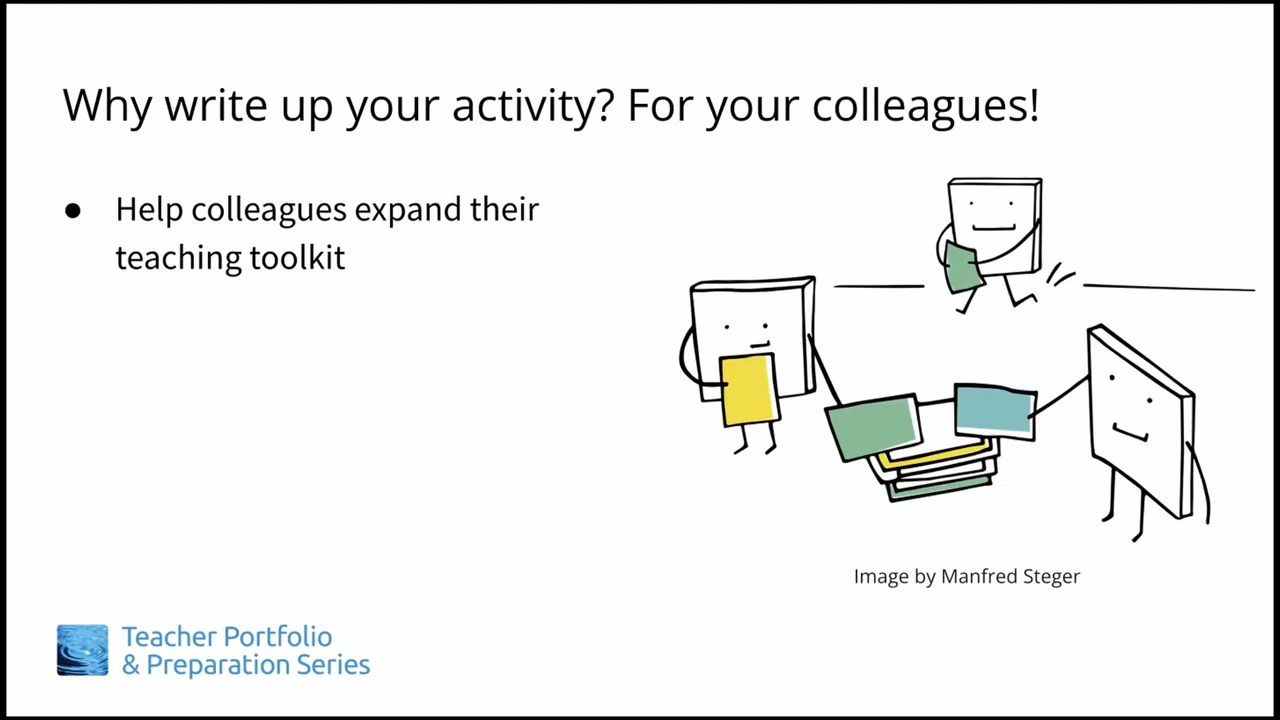 Why write up your activity? For your colleagues!
● Help colleagues expand their
teaching toolkit
Image by Manfred Steger
Teacher Portfolio
& Preparation Series